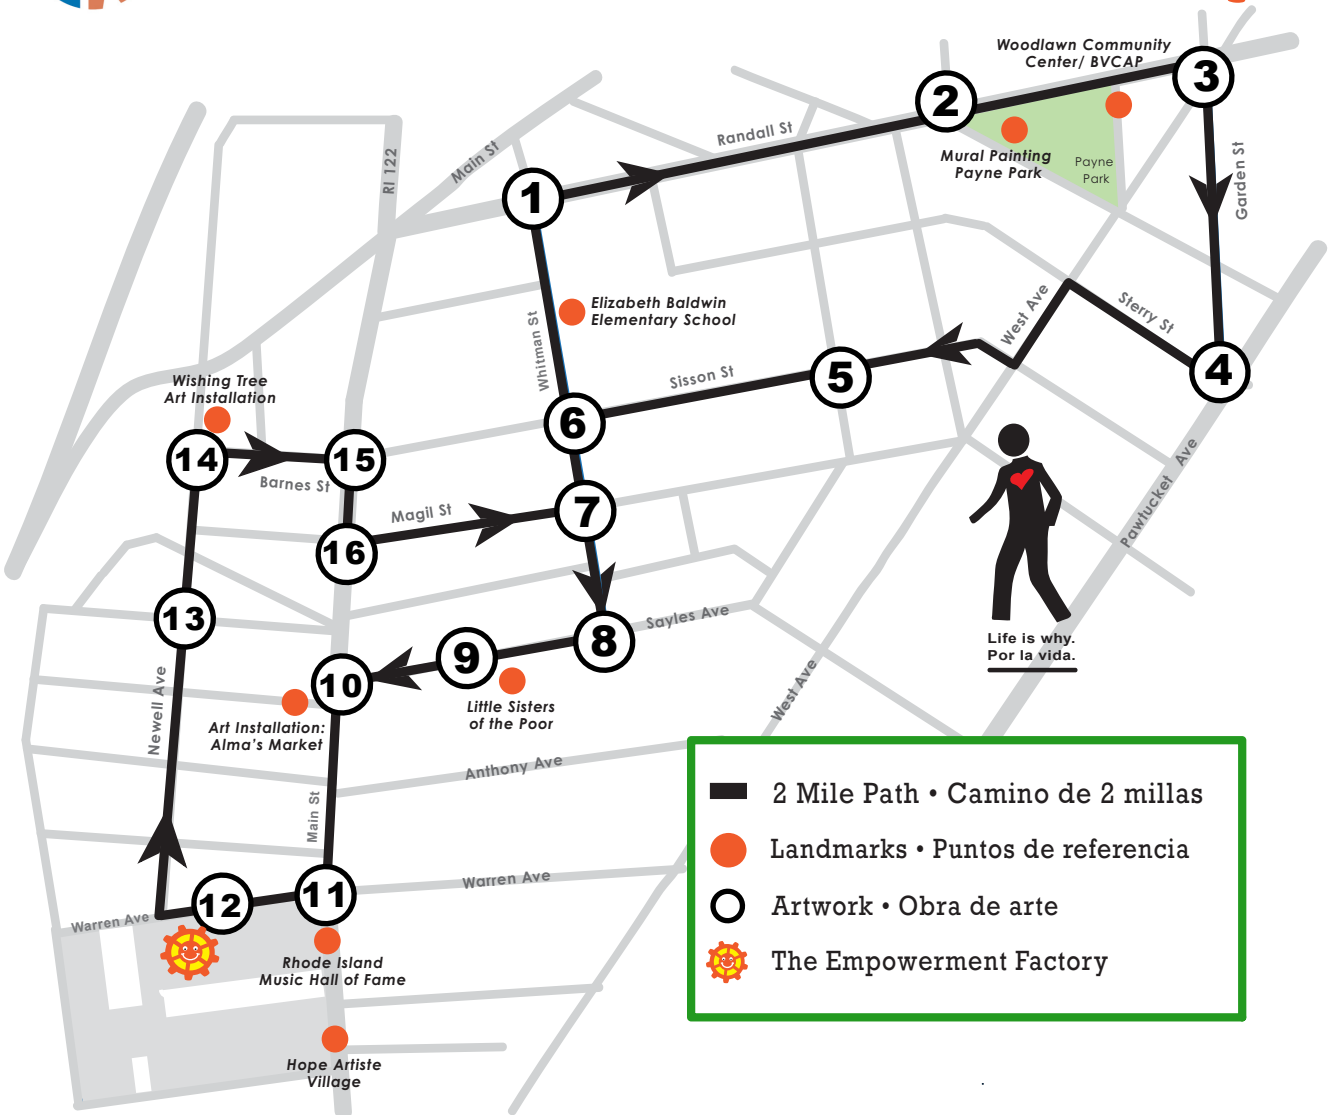 Woodlawn Community
Center/ BVCAP
3
2
Randall St
Main St
RI 122
Mural Painting
Payne Park
Payne
Park
Garden St
1
Elizabeth Baldwin
Elementary School
Whitman St
West Ave
Sterry St
4
Sisson St
5
Wishing Tree
Art Installation
6
14
15
Barnes St
Magil St
7
16
Pawtucket Ave
13
Sayles Ave
8
9
10
Life is why.
Por la vida.
Newell Ave
West Ave
Little Sisters
of the Poor
Art Installation:
Alma's Market
Anthony Ave
Main St
2 Mile Path • Camino de 2 millas
Landmarks • Puntos de referencia
Artwork • Obra de arte
The Empowerment Factory
Warren Ave
11
12
Warren Ave
Rhode Island
Music Hall of Fame
Hope Artiste
Village